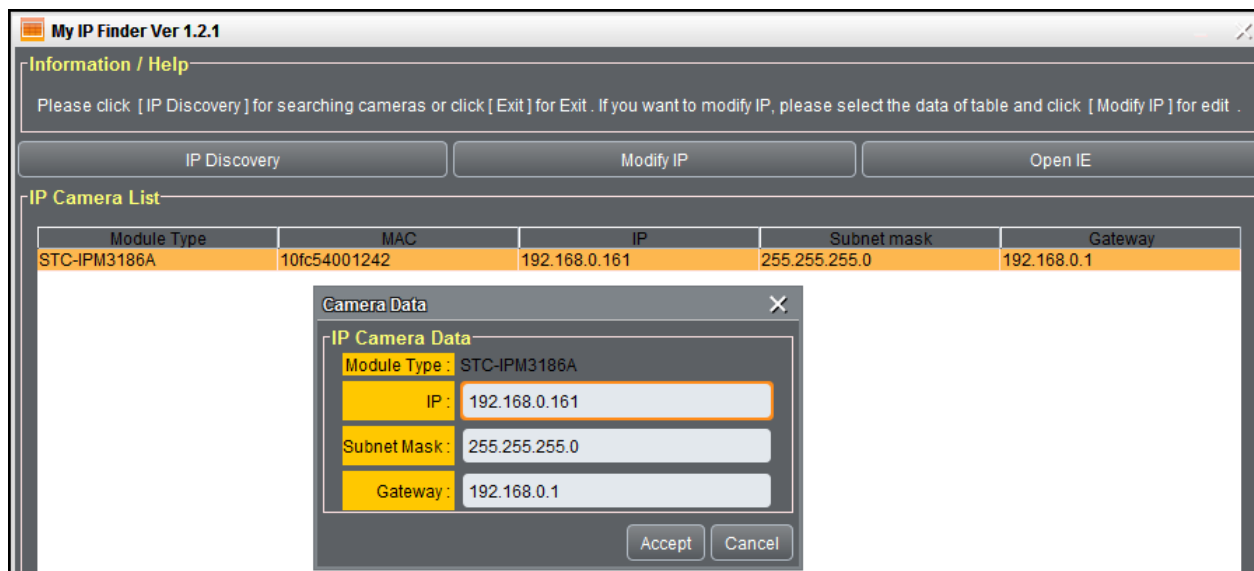 My IP Finder Ver 1.2.1
Information / Help
Please click [ IP Discovery ] for searching cameras or click [ Exit ] for Exit . If you want to modify IP, please select the data of table and click [ Modify IP ] for edit .
IP Discovery Modify IP Open IE
IP Camera List
Module Type MAC IP Subnet mask Gateway
STC-IPM3186A 10fc54001242 192.168.0.161 255.255.255.0 192.168.0.1
Camera Data
IP Camera Data
Module Type : STC-IPM3186A
IP : 192.168.0.161
Subnet Mask : 255.255.255.0
Gateway : 192.168.0.1
Accept Cancel